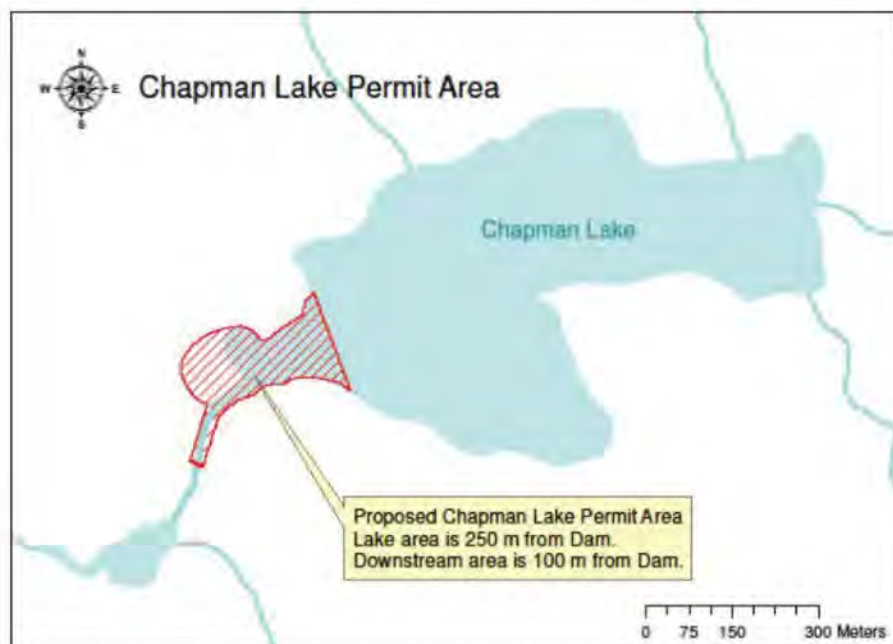 N
W E
S
Chapman Lake Permit Area
Chapman Lake
Proposed Chapman Lake Permit Area
Lake area is 250 m from Dam.
Downstream area is 100 m from Dam.
0 75 150 300 Meters